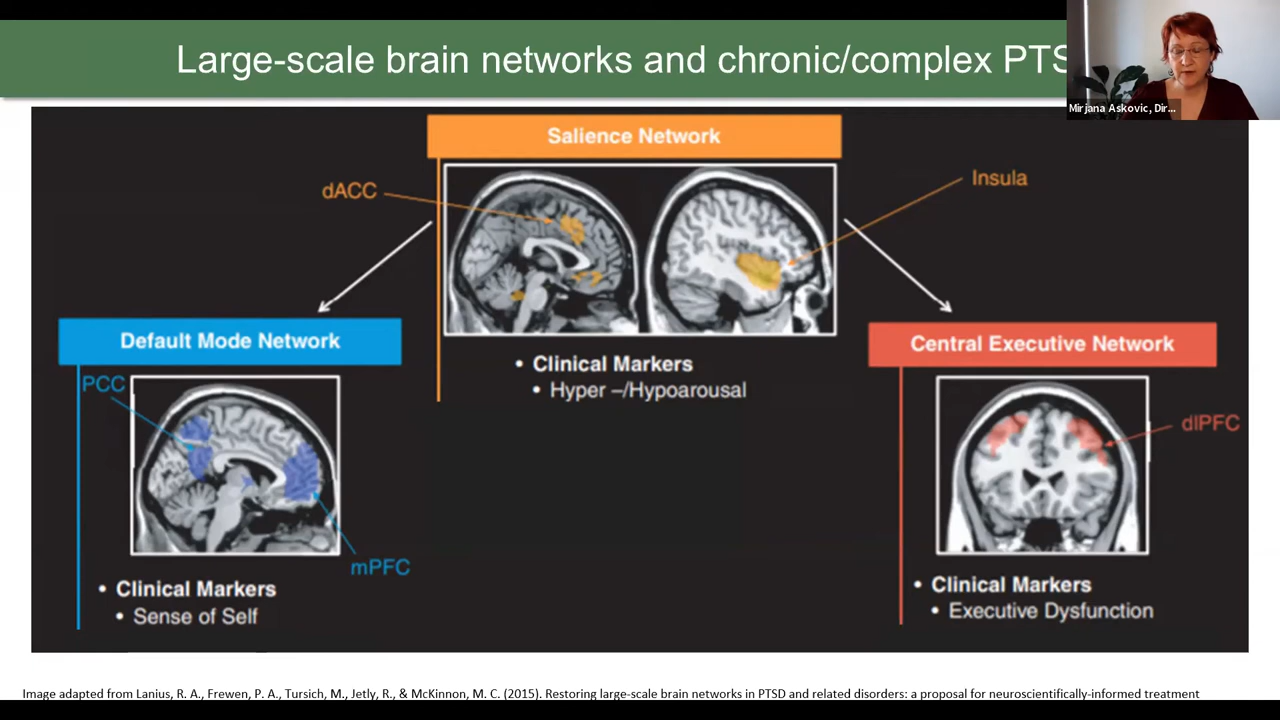 Large-scale brain networks and chronic/complex PTS
Mirjana Askovic, Dir...
Salience Network
dACC
Insula
• Clinical Markers
• Hyper –/Hypoarousal
Default Mode Network
PCC
mPFC
• Clinical Markers
• Sense of Self
Central Executive Network
dlPFC
• Clinical Markers
• Executive Dysfunction
Image adapted from Lanius, R. A., Frewen, P. A., Tursich, M., Jetly, R., & McKinnon, M. C. (2015). Restoring large-scale brain networks in PTSD and related disorders: a proposal for neuroscientifically-informed treatment